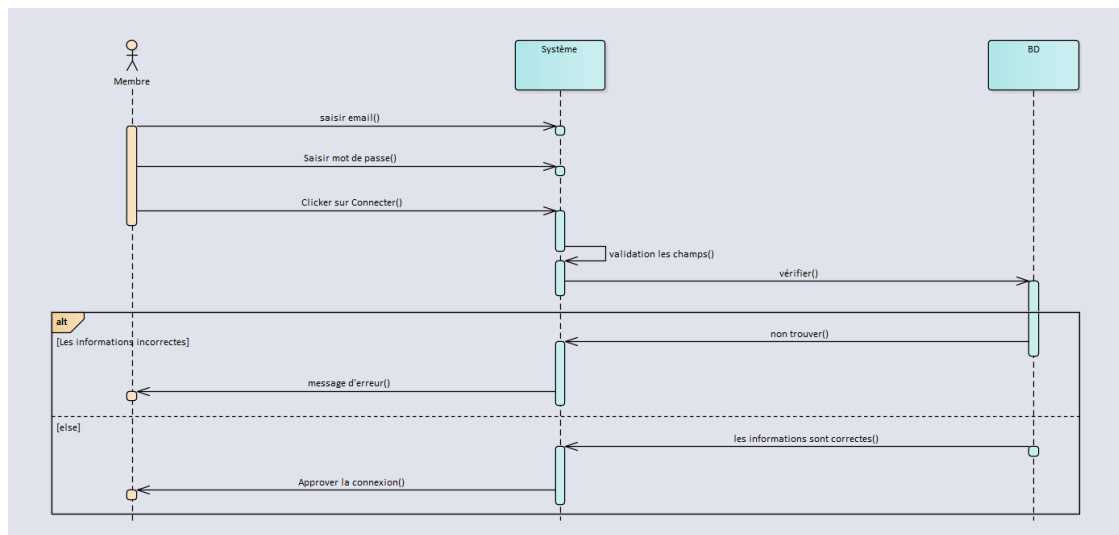 Système
BD
Membre
saisir email()
Saisir mot de passe()
Clicker sur Connecter()
validation les champs()
vérifier()
alt
non trouver()
[Les informations incorrectes]
message d'erreur()
[else]
les informations sont correctes()
Approver la connexion()